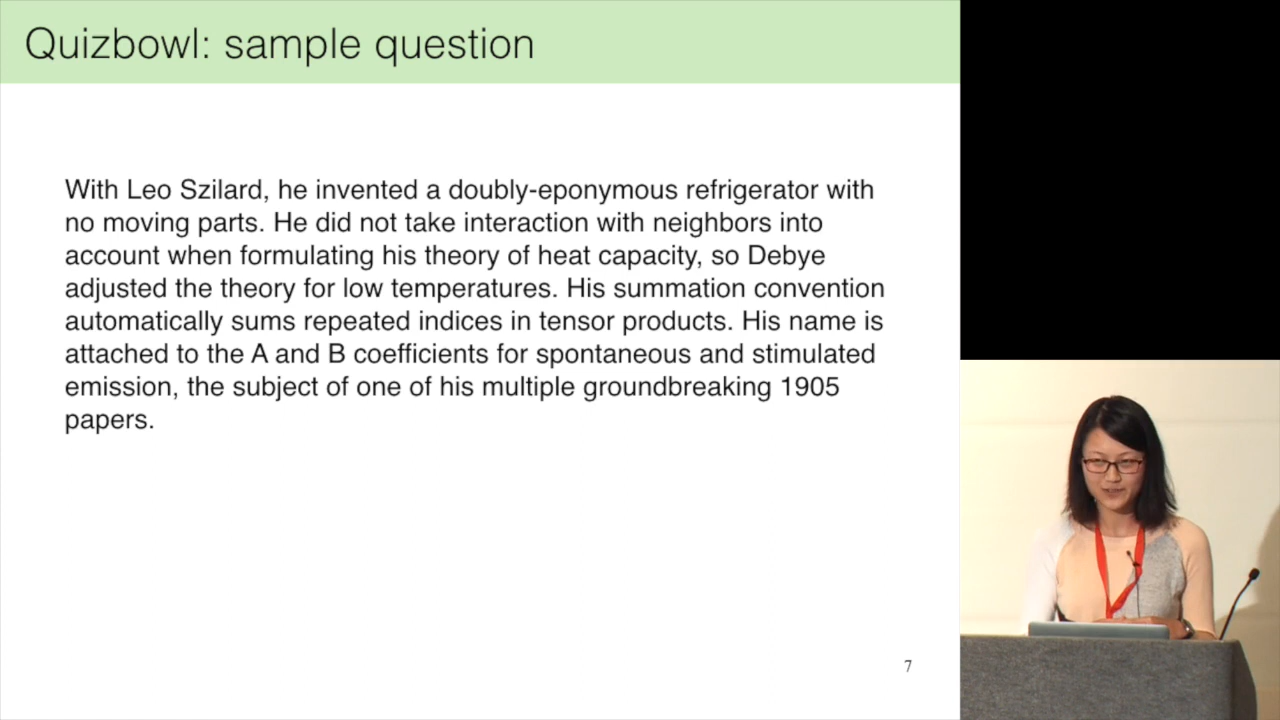 Quizbowl: sample question
With Leo Szilard, he invented a doubly-eponymous refrigerator with
no moving parts. He did not take interaction with neighbors into
account when formulating his theory of heat capacity, so Debye
adjusted the theory for low temperatures. His summation convention
automatically sums repeated indices in tensor products. His name is
attached to the A and B coefficients for spontaneous and stimulated
emission, the subject of one of his multiple groundbreaking 1905
papers.
7